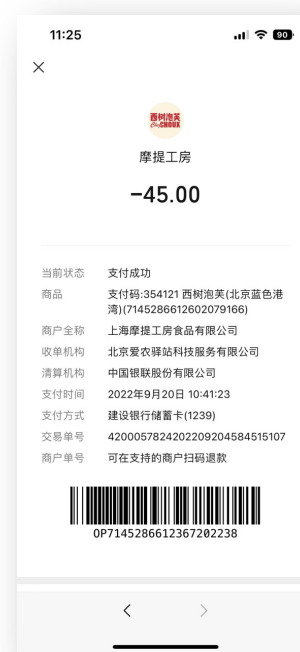 11:25
90
西树泡芙
CHOUX
摩提工房
-45.00
当前状态 支付成功
商品 支付码:354121 西树泡芙(北京蓝色港
湾)(7145286612602079166)
商户全称 上海摩提工房食品有限公司
收单机构 北京爱农驿站科技服务有限公司
清算机构 中国银联股份有限公司
支付时间 2022年9月20日 10:41:23
支付方式 建设银行储蓄卡(1239)
交易单号 4200057824202209204584515107
商户单号 可在支持的商户扫码退款
OP7145286612367202238